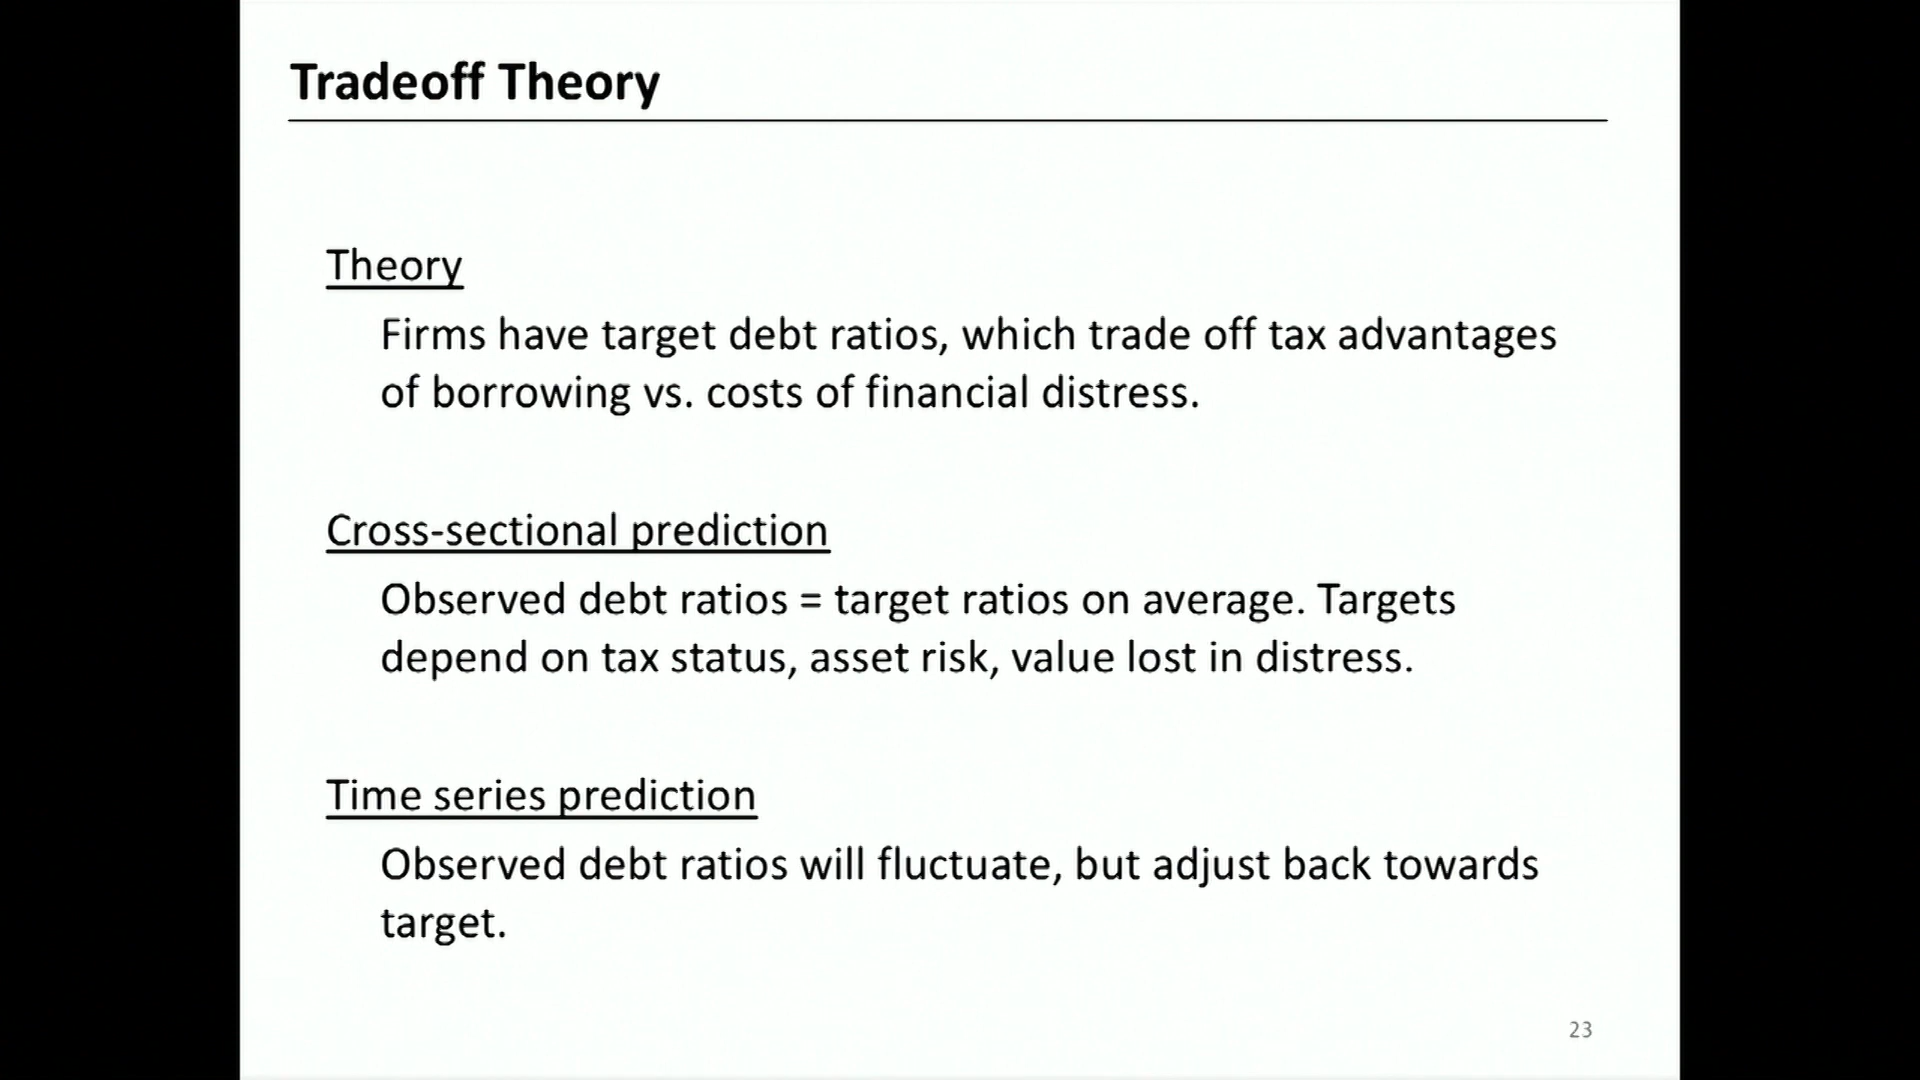 Tradeoff Theory
Theory
Firms have target debt ratios, which trade off tax advantages
of borrowing vs. costs of financial distress.
Cross-sectional prediction
Observed debt ratios = target ratios on average. Targets
depend on tax status, asset risk, value lost in distress.
Time series prediction
Observed debt ratios will fluctuate, but adjust back towards
target.
23